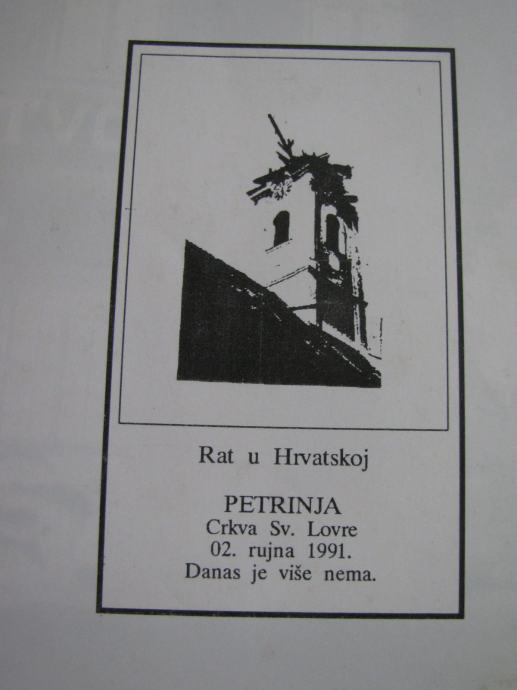 Rat u Hrvatskoj
PETRINJA
Crkva Sv. Lovre
02. rujna 1991.
Danas je više nema.